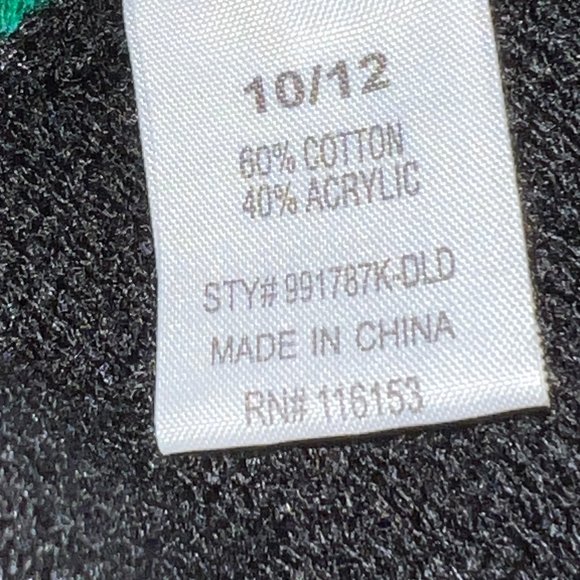 10/12
60% COTTON
40% ACRYLIC
STY# 991787K-DLD
MADE IN CHINA
RN# 116153